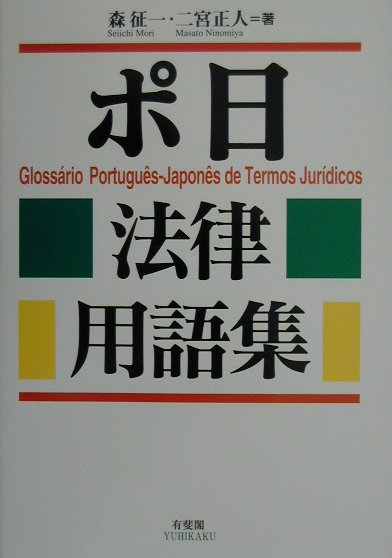 森 征一・二宮正人=著
Seiichi Mori Masato Ninomiya
ポ日
Glossário Português-Japonês de Termos Jurídicos
法律
用語集
有斐閣
YUHIKAKU